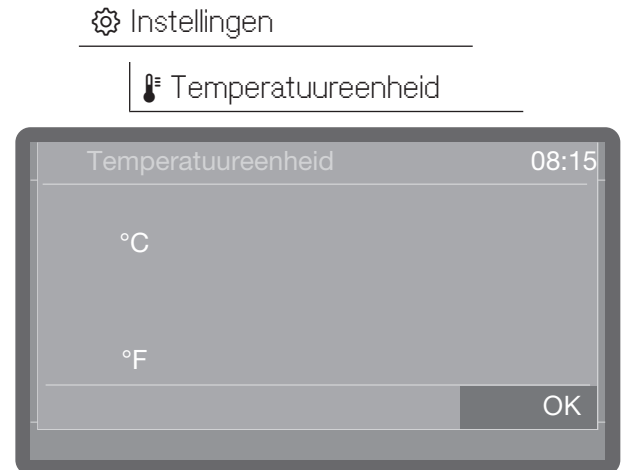 Instellingen
Temperatuureenheid
Temperatuureenheid 08:15
°C
°F
OK